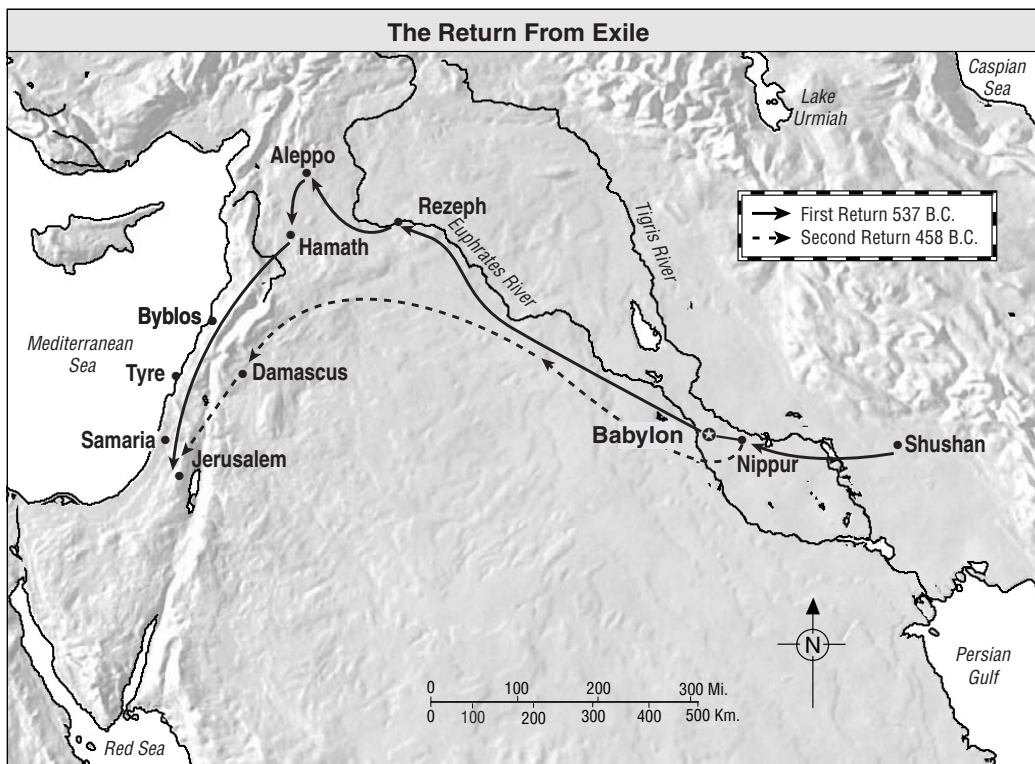 The Return From Exile
Caspian
Sea
Lake
Urmiah
Aleppo
Rezeph
Hamath
Euphrates River
Tigris River
First Return 537 B.C.
Second Return 458 B.C.
Byblos
Mediterranean
Sea
Tyre
Damascus
Samaria
Jerusalem
Babylon
Nippur
Shushan
N
Persian
Gulf
0 100 200 300 Mi.
0 100 200 300 400 500 Km.
Red Sea